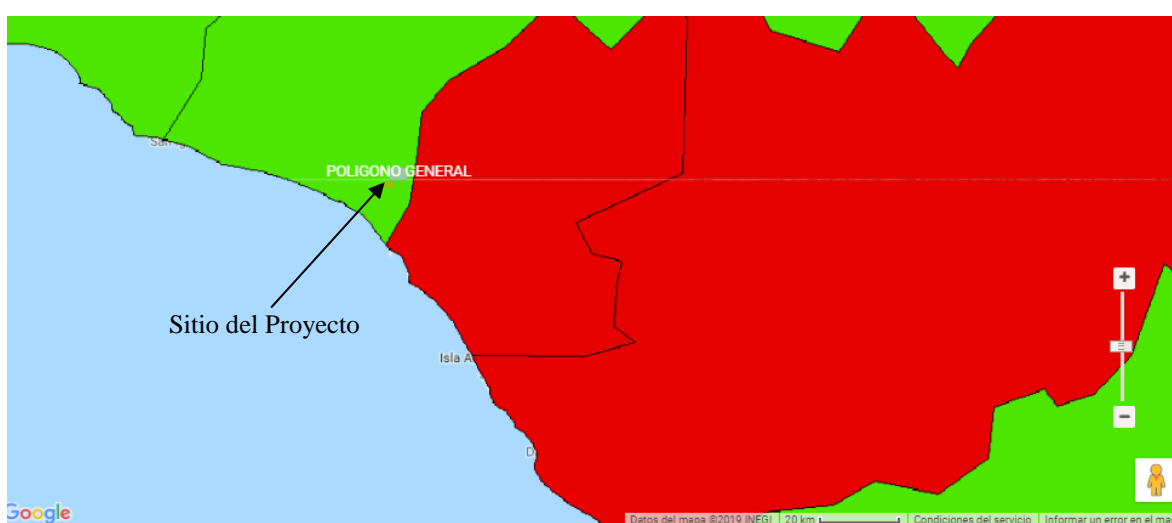 POLIGONO GENERAL
Sitio del Proyecto
Isla A
D
+
−
Google
Datos del mapa ©2019 INEGI
20 km
Condiciones del servicio
Informar un error en el ma